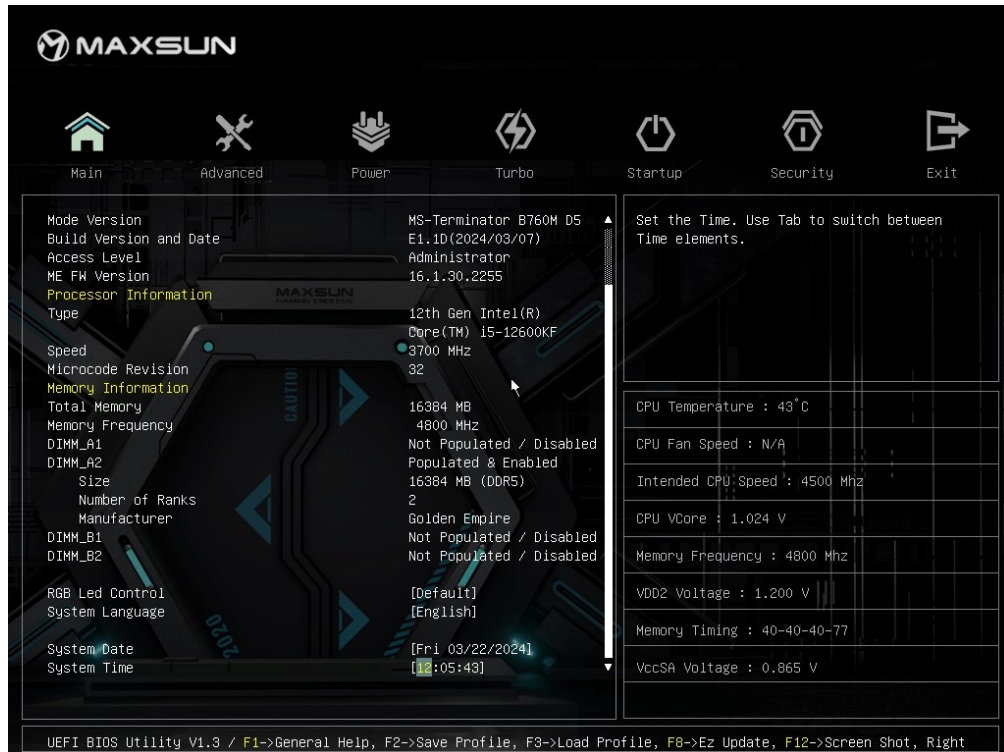 MAXSUN
Main Advanced Power Turbo Startup Security Exit
Mode Version MS-Terminator B760M D5
Build Version and Date E1.1D(2024/03/07)
Access Level Administrator
ME FW Version 16.1.30.2255
Processor Information
Type 12th Gen Intel(R)
Core(TM) i5-12600KF
Speed 3700 MHz
Microcode Revision 32
Memory Information
Total Memory 16384 MB
Memory Frequency 4800 MHz
DIMM_A1 Not Populated / Disabled
DIMM_A2 Populated & Enabled
Size 16384 MB (DDR5)
Number of Ranks 2
Manufacturer Golden Empire
DIMM_B1 Not Populated / Disabled
DIMM_B2 Not Populated / Disabled
RGB Led Control [Default]
System Language [English]
System Date [Fri 03/22/2024]
System Time [12:05:43]
Set the Time. Use Tab to switch between
Time elements.
CPU Temperature : 43°C
CPU Fan Speed : N/A
Intended CPU Speed : 4500 Mhz
CPU VCore : 1.024 V
Memory Frequency : 4800 Mhz
VDD2 Voltage : 1.200 V
Memory Timing : 40-40-40-77
VccSA Voltage : 0.865 V
MAXSUN
GAMING ENDLESS
CAUTIO
2020
UEFI BIOS Utility V1.3 / F1->General Help, F2->Save Profile, F3->Load Profile, F8->Ez Update, F12->Screen Shot, Right